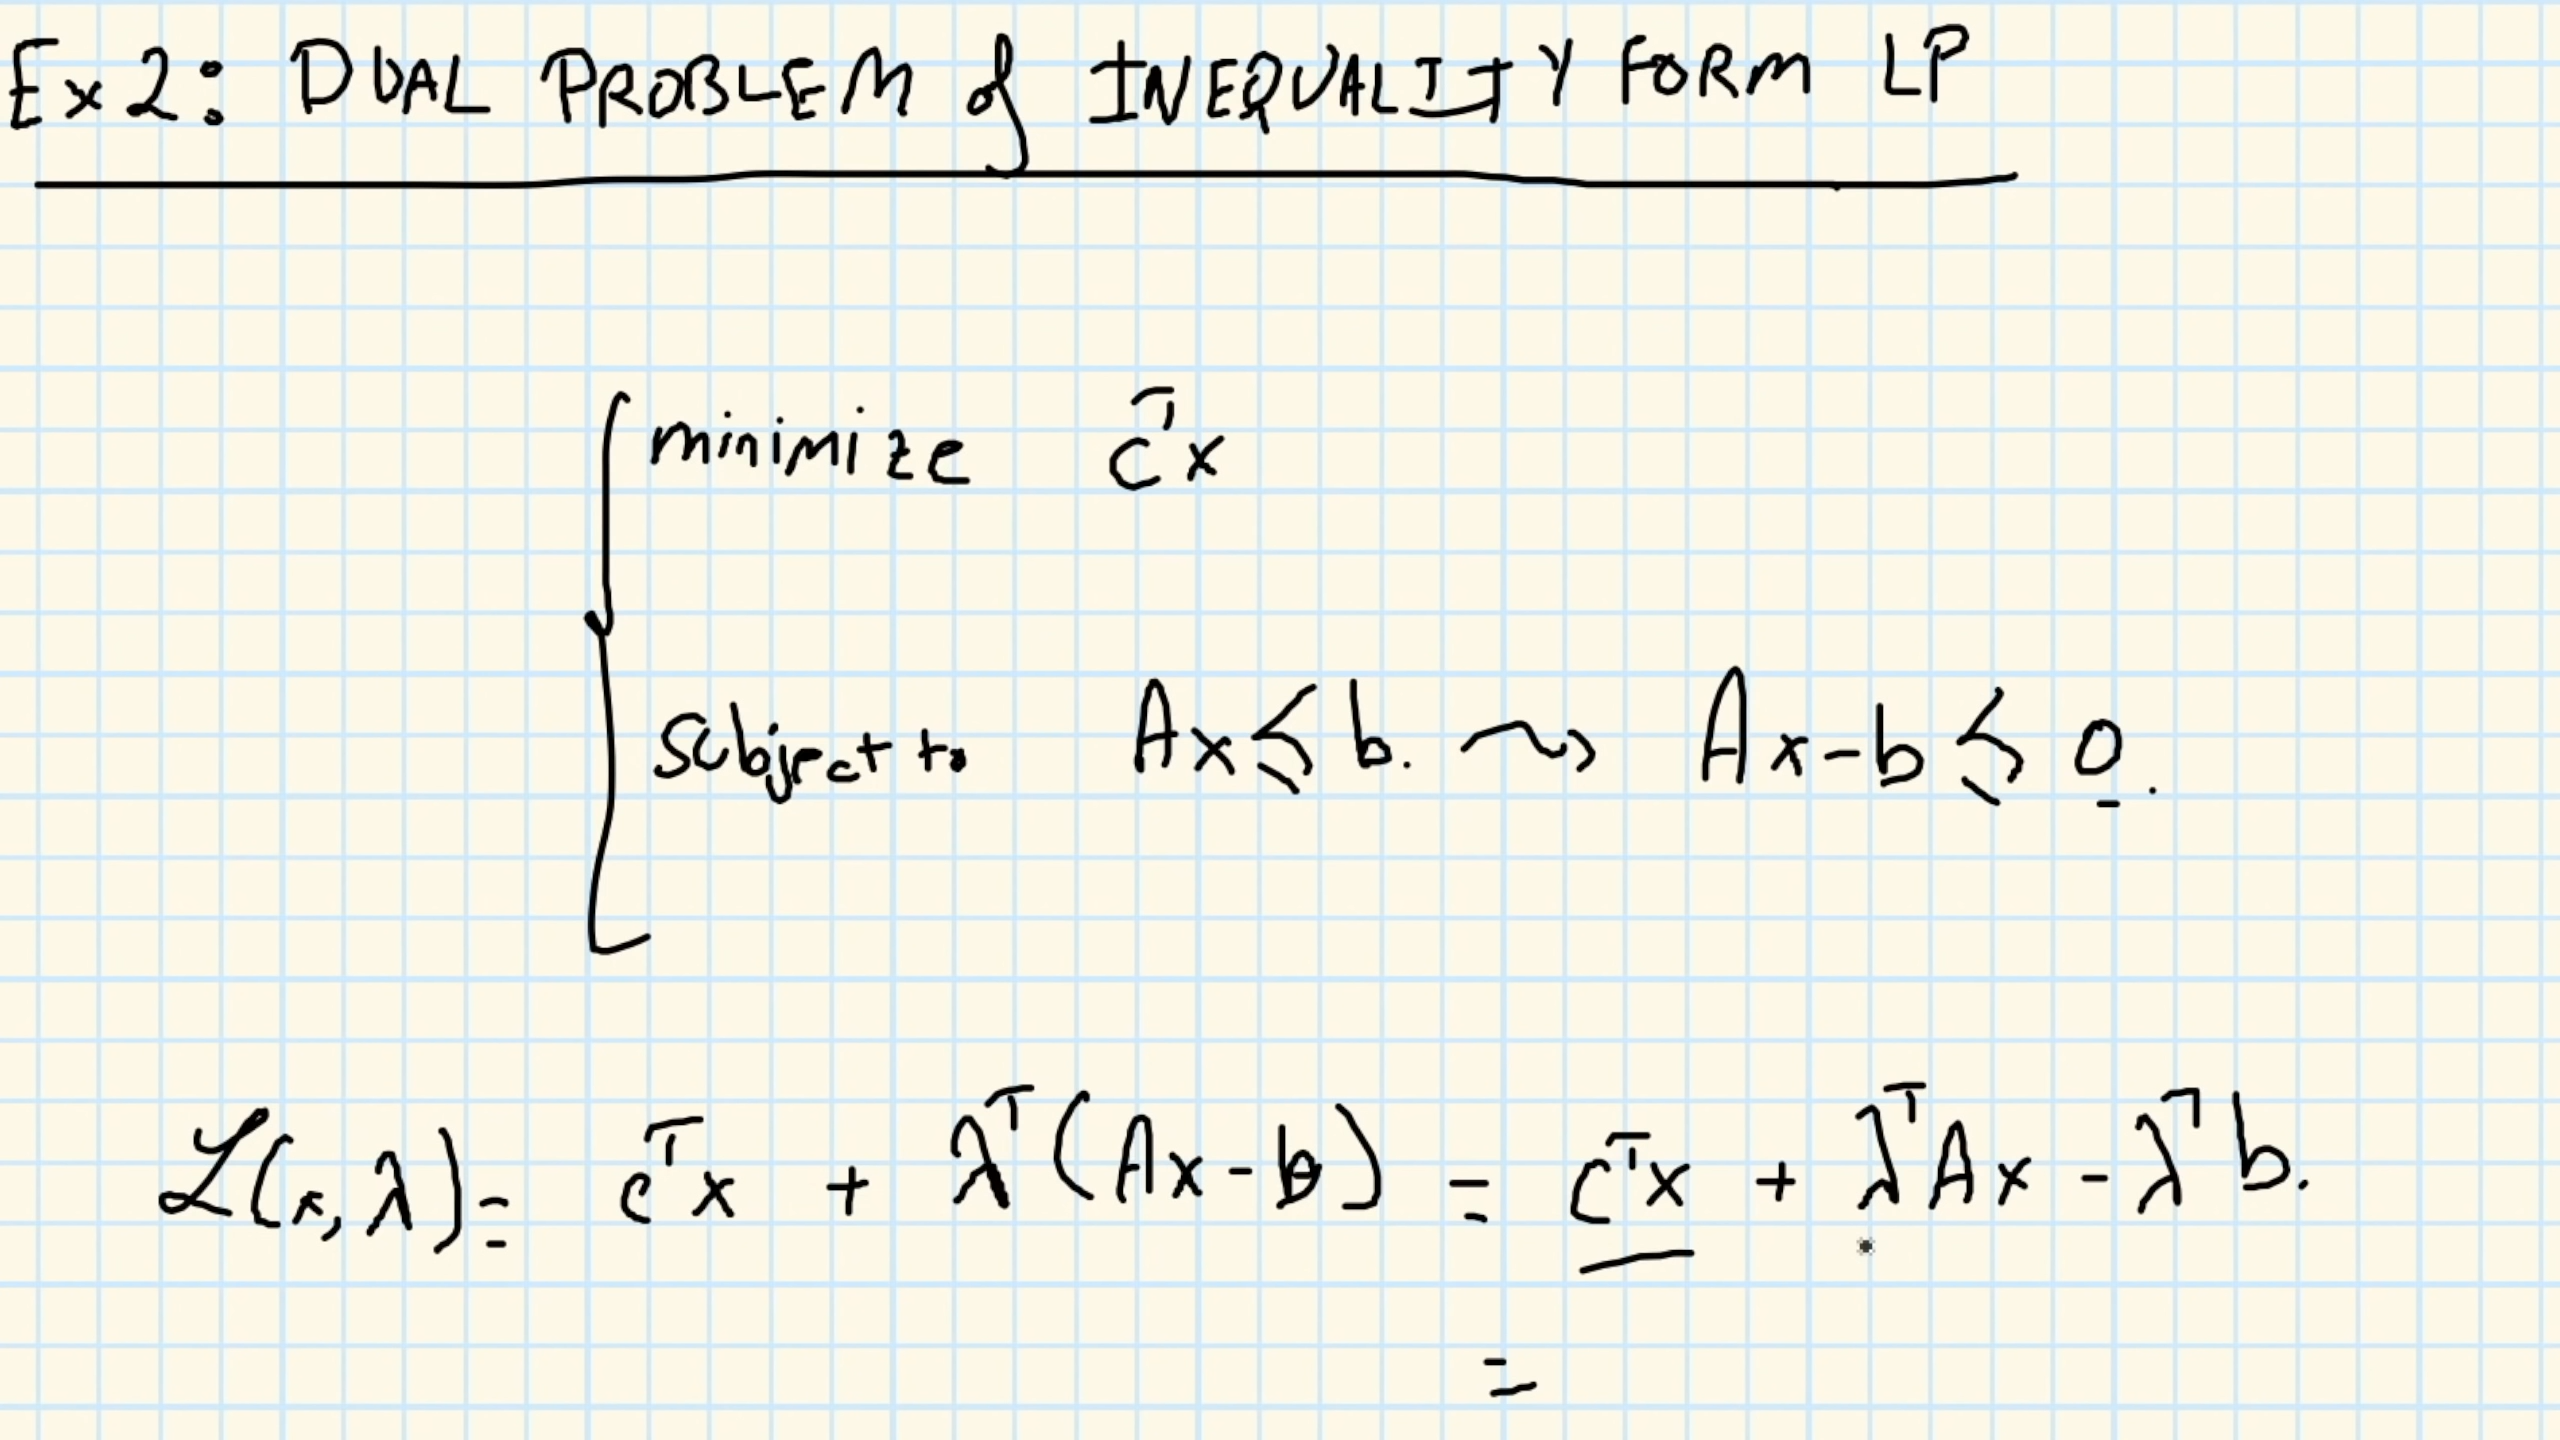 Ex 2: DUAL PROBLEM of INEQUALITY FORM LP
minimize cᵀx
subject to Ax ≤ b. ⇝ Ax - b ≤ 0.
ℒ(x, λ) = cᵀx + λᵀ(Ax - b) = cᵀx + λᵀAx - λᵀb.
=